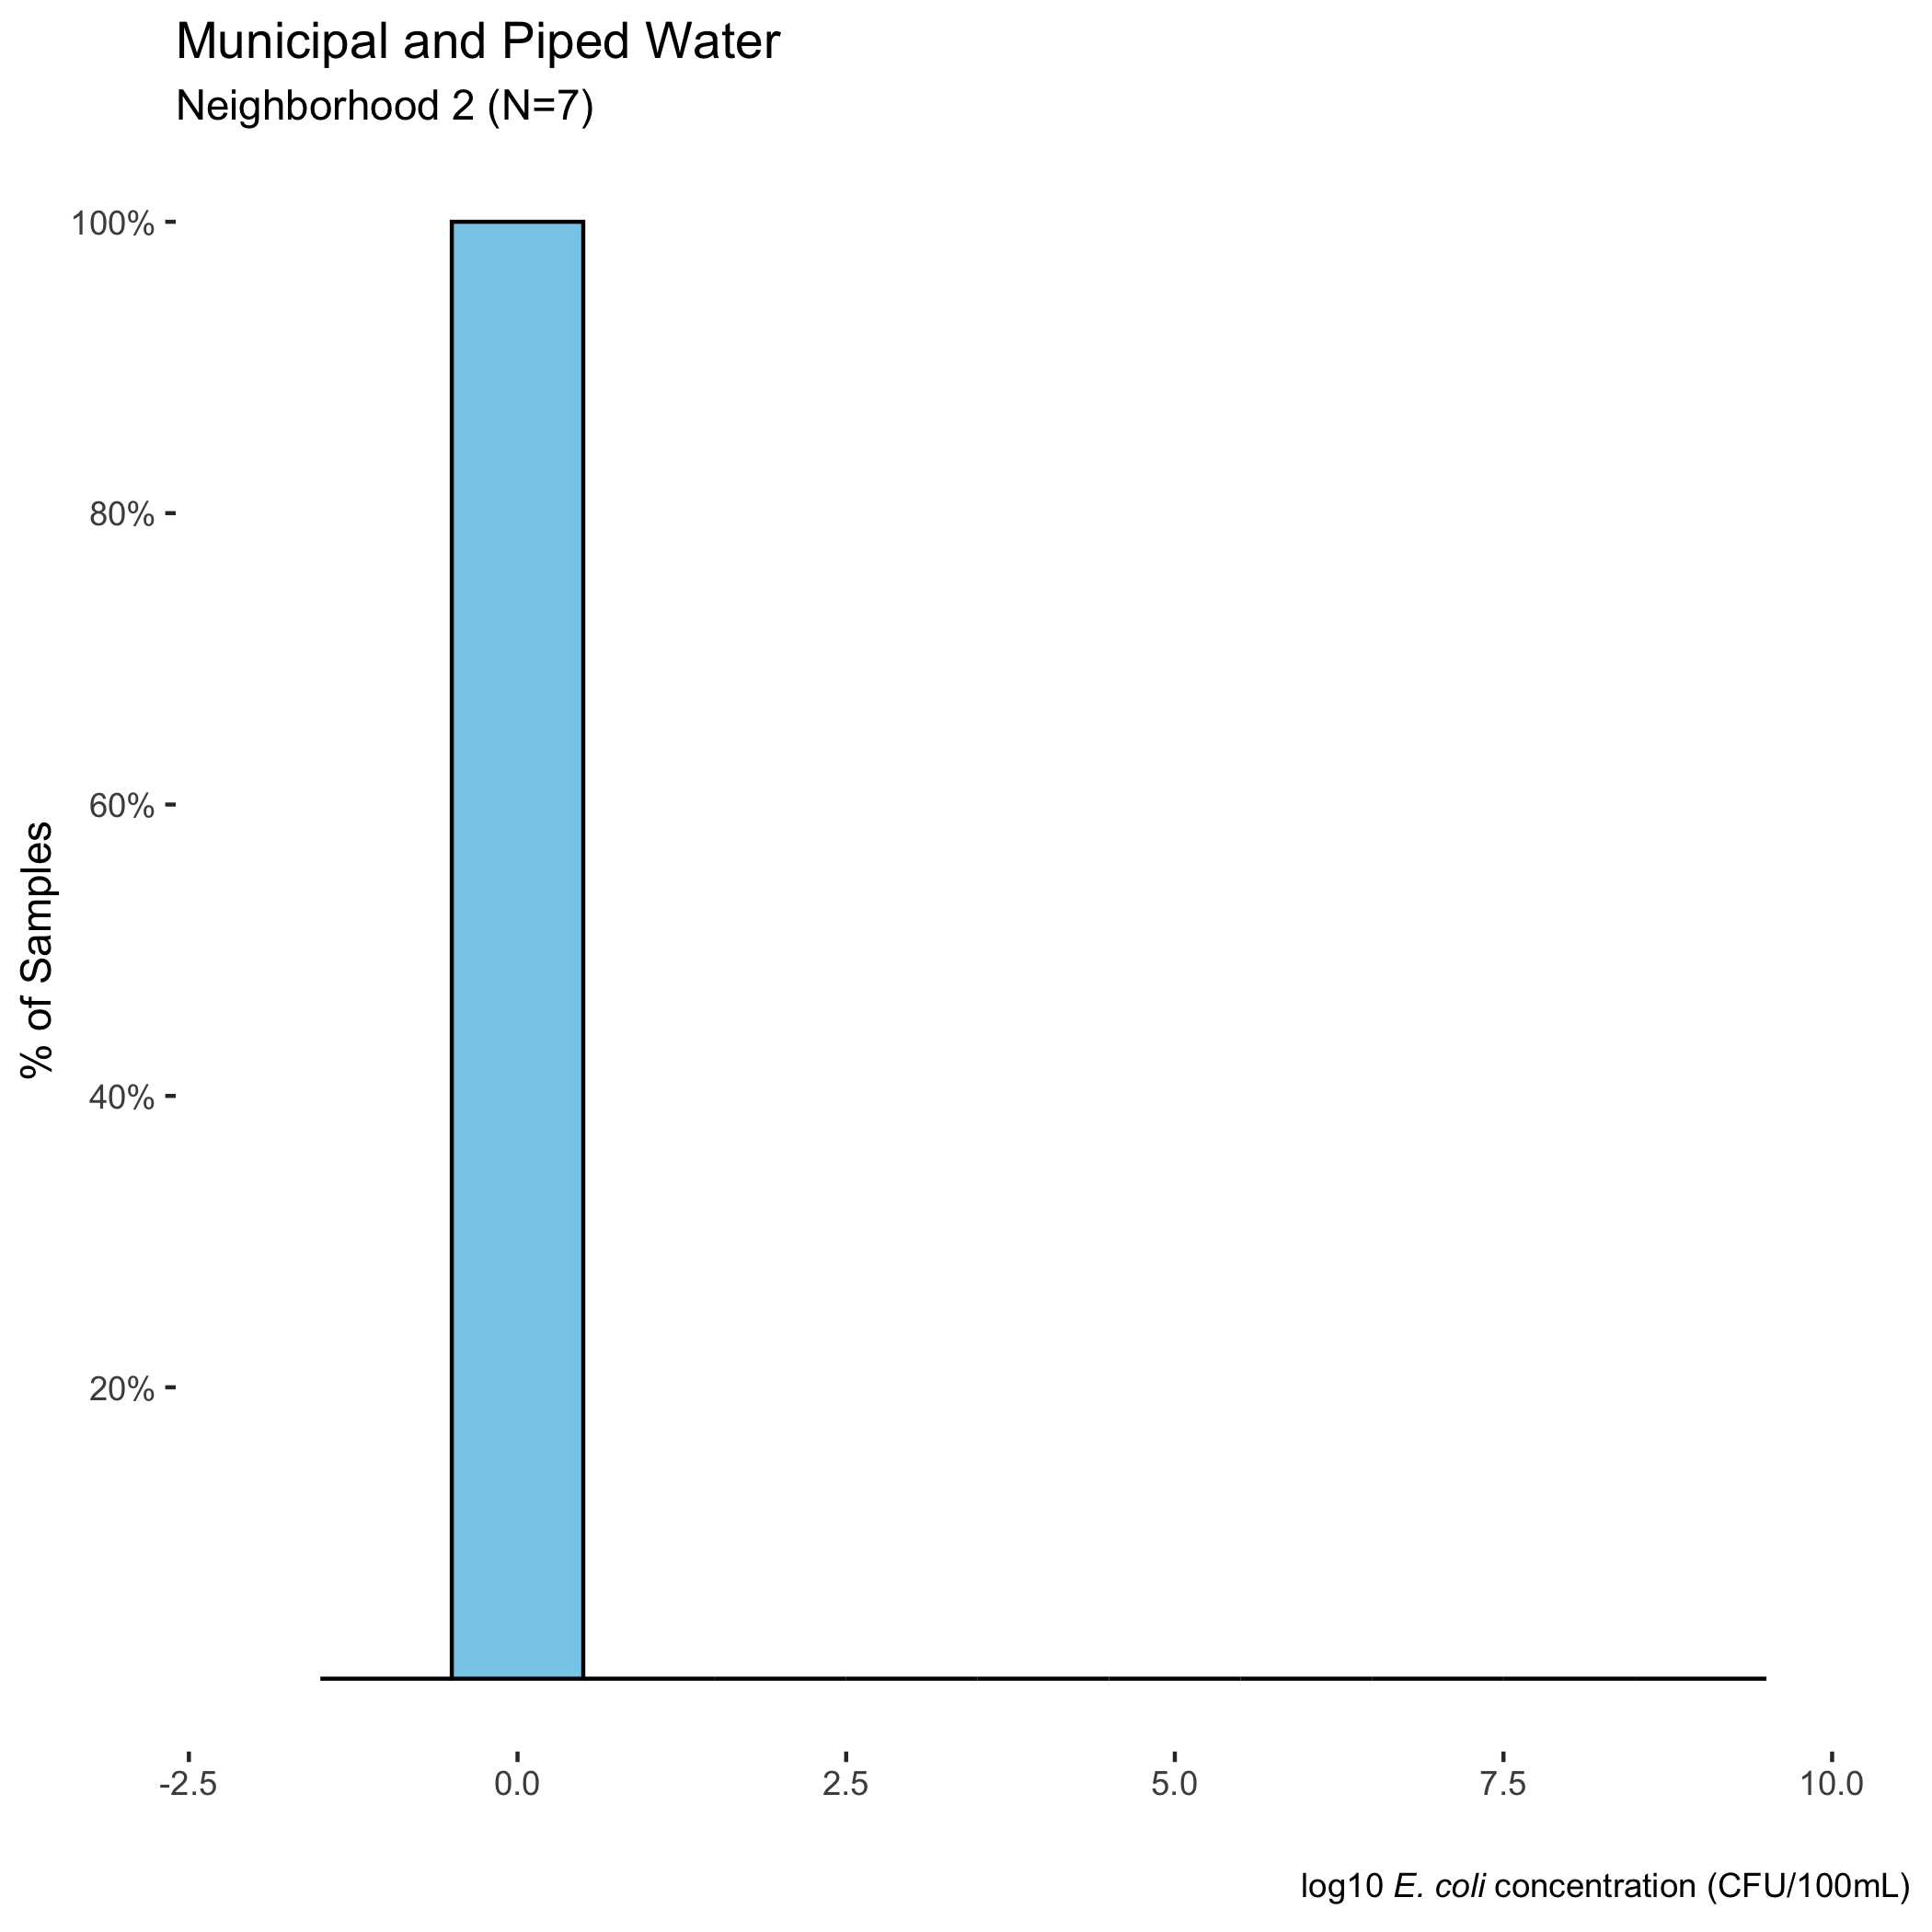 Municipal and Piped Water
Neighborhood 2 (N=7)
100%
80%
60%
40%
20%
% of Samples
-2.5 0.0 2.5 5.0 7.5 10.0
log10 E. coli concentration (CFU/100mL)